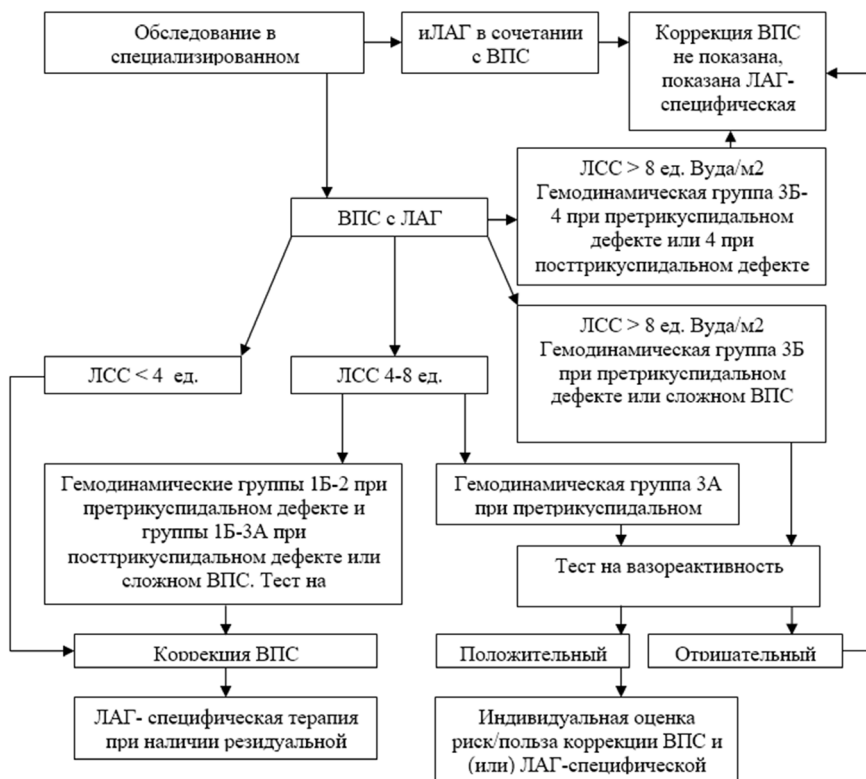 Обследование в
специализированном
иЛАГ в сочетании
с ВПС
Коррекция ВПС
не показана,
показана ЛАГ-
специфическая
ЛСС > 8 ед. Вуда/м2
Гемодинамическая группа 3Б-
4 при претрикуспидальном
дефекте или 4 при
посттрикуспидальном дефекте
ВПС с ЛАГ
ЛСС > 8 ед. Вуда/м2
Гемодинамическая группа 3Б
при претрикуспидальном
дефекте или сложном ВПС
ЛСС < 4 ед.
ЛСС 4-8 ед.
Гемодинамические группы 1Б-2 при
претрикуспидальном дефекте и
группы 1Б-3А при
посттрикуспидальном дефекте или
сложном ВПС. Тест на
Гемодинамическая группа 3А
при претрикуспидальном
Тест на вазореактивность
Коррекция ВПС
Положительный
Отрицательный
ЛАГ- специфическая терапия
при наличии резидуальной
Индивидуальная оценка
риск/польза коррекции ВПС и
(или) ЛАГ-специфической